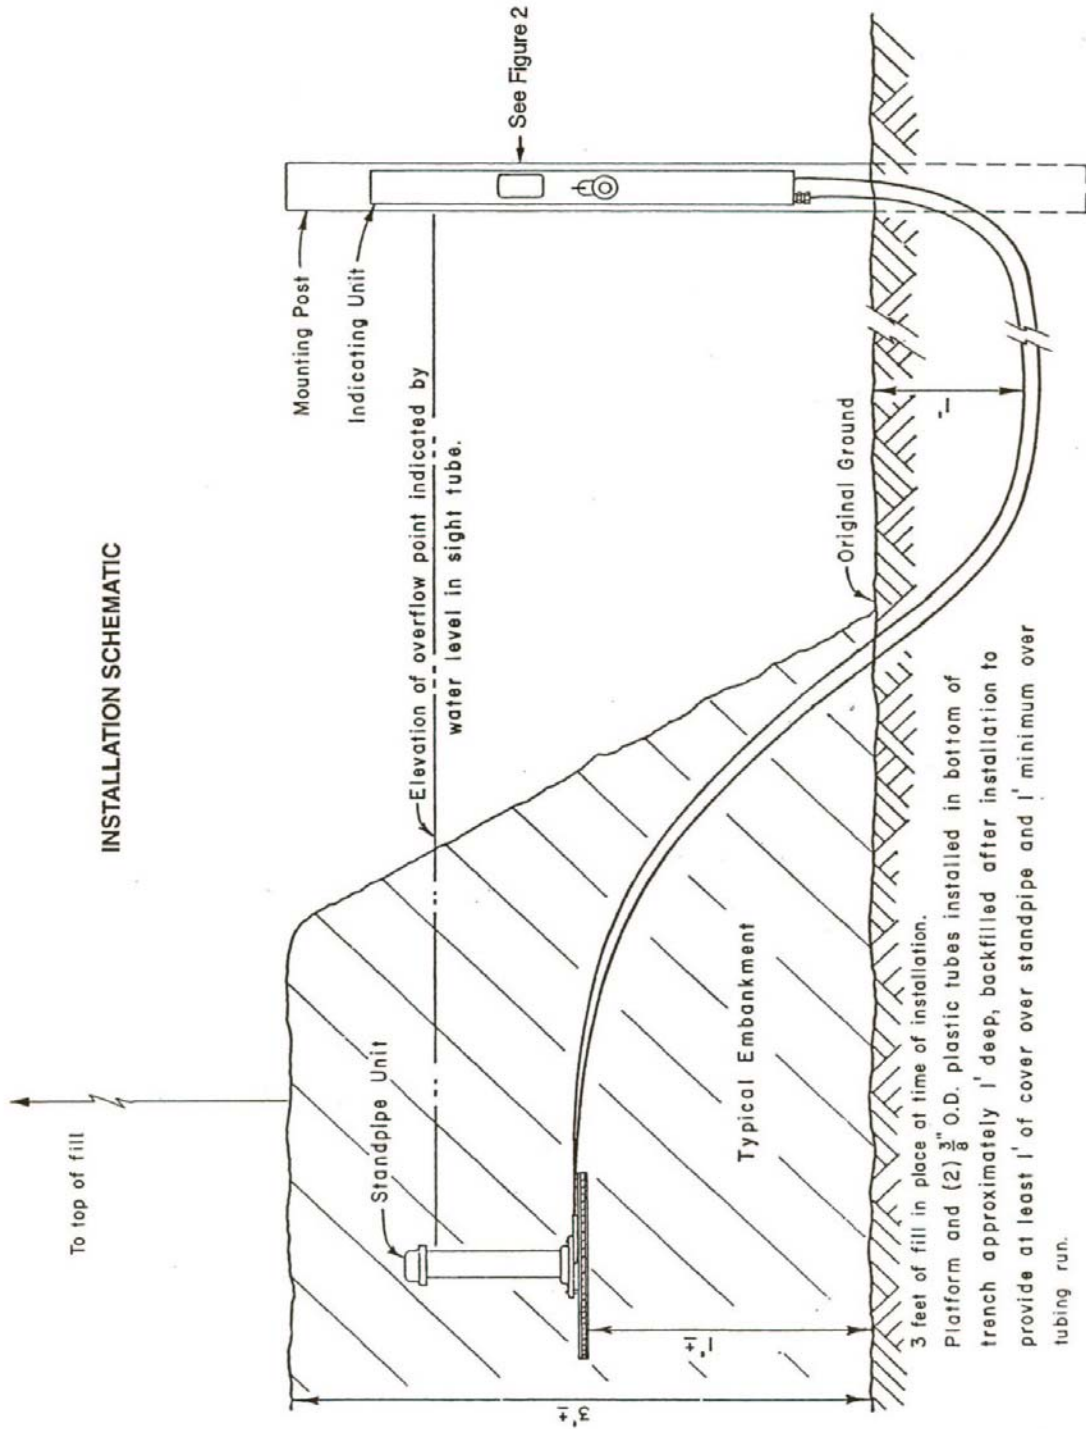 INSTALLATION SCHEMATIC
To top of fill
Mounting Post
Indicating Unit
See Figure 2
Elevation of overflow point indicated by
water level in sight tube.
Standpipe Unit
Original Ground
Typical Embankment
3'±
1'±
1'
3 feet of fill in place at time of installation.
Platform and (2) 3/8" O.D. plastic tubes installed in bottom of
trench approximately 1' deep, backfilled after installation to
provide at least 1' of cover over standpipe and 1' minimum over
tubing run.